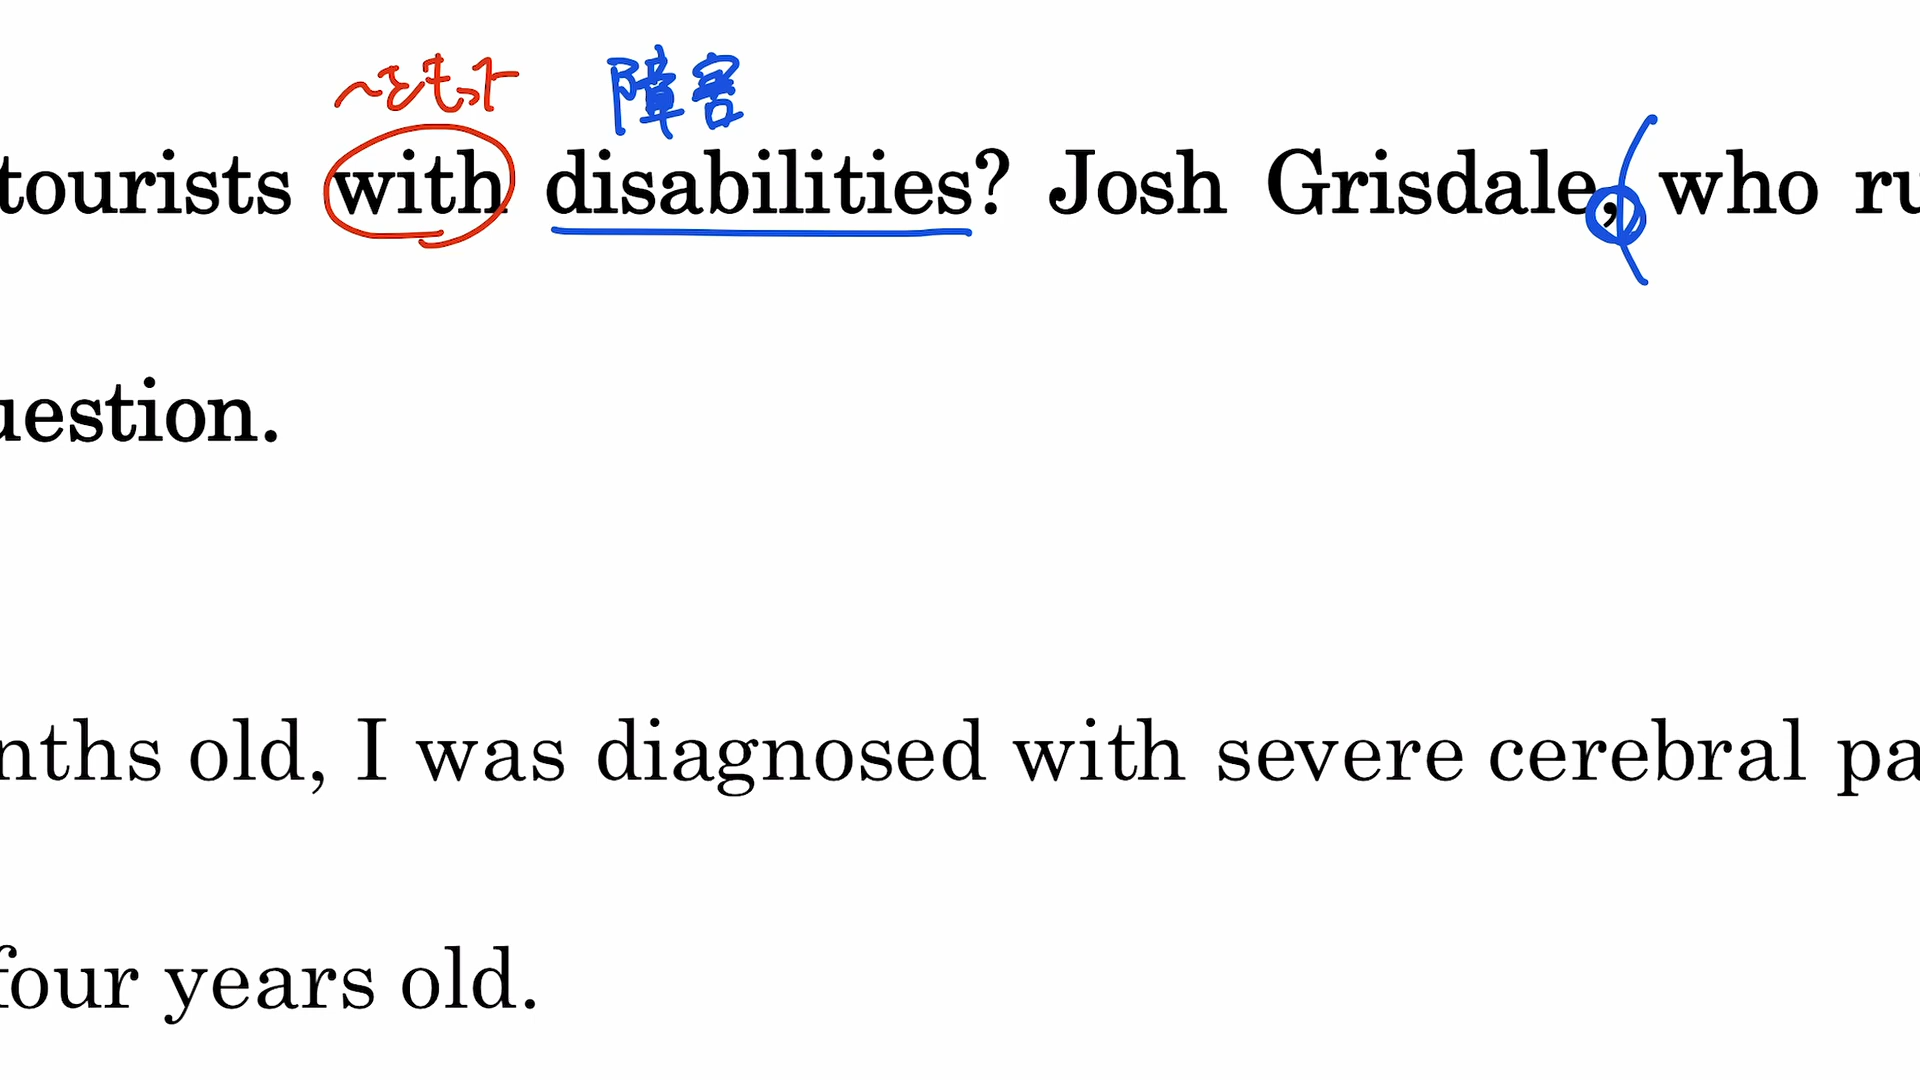 〜をもって 障害
tourists with disabilities? Josh Grisdale, who ru
uestion.
nths old, I was diagnosed with severe cerebral pa
four years old.